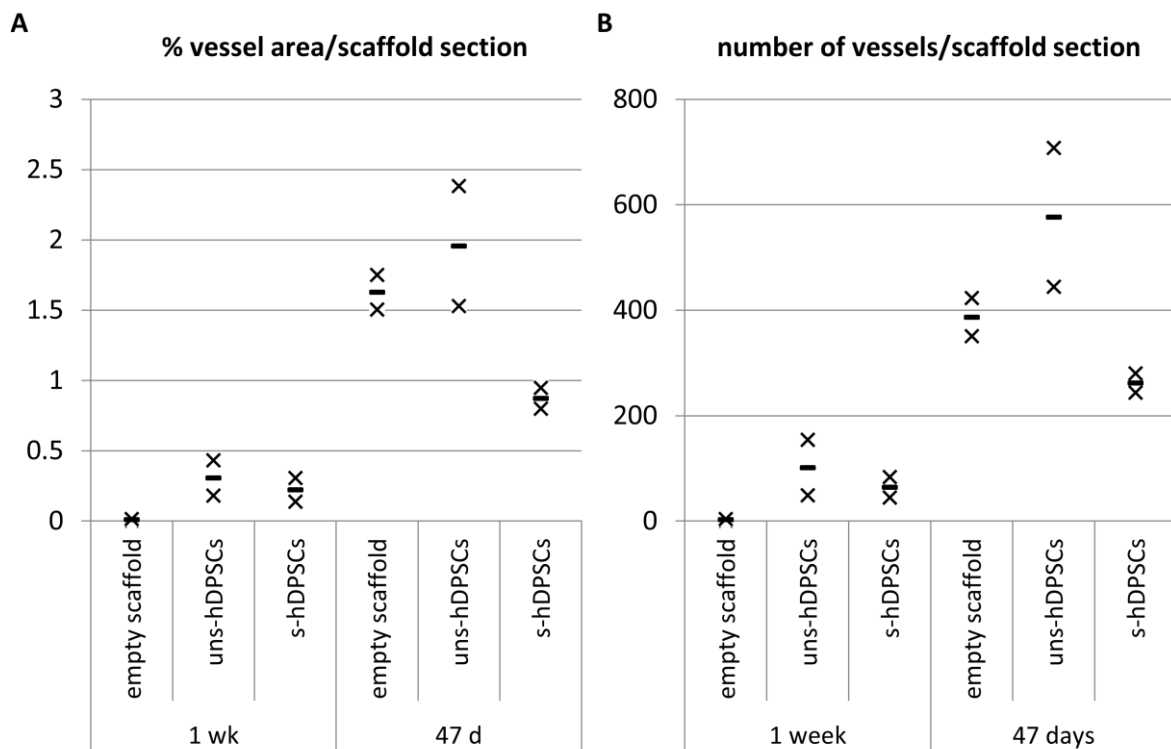 A
% vessel area/scaffold section
3
2.5
2
1.5
1
0.5
0
empty scaffold
uns-hDPSCs
s-hDPSCs
empty scaffold
uns-hDPSCs
s-hDPSCs
1 wk
47 d
B
number of vessels/scaffold section
800
600
400
200
0
empty scaffold
uns-hDPSCs
s-hDPSCs
empty scaffold
uns-hDPSCs
s-hDPSCs
1 week
47 days